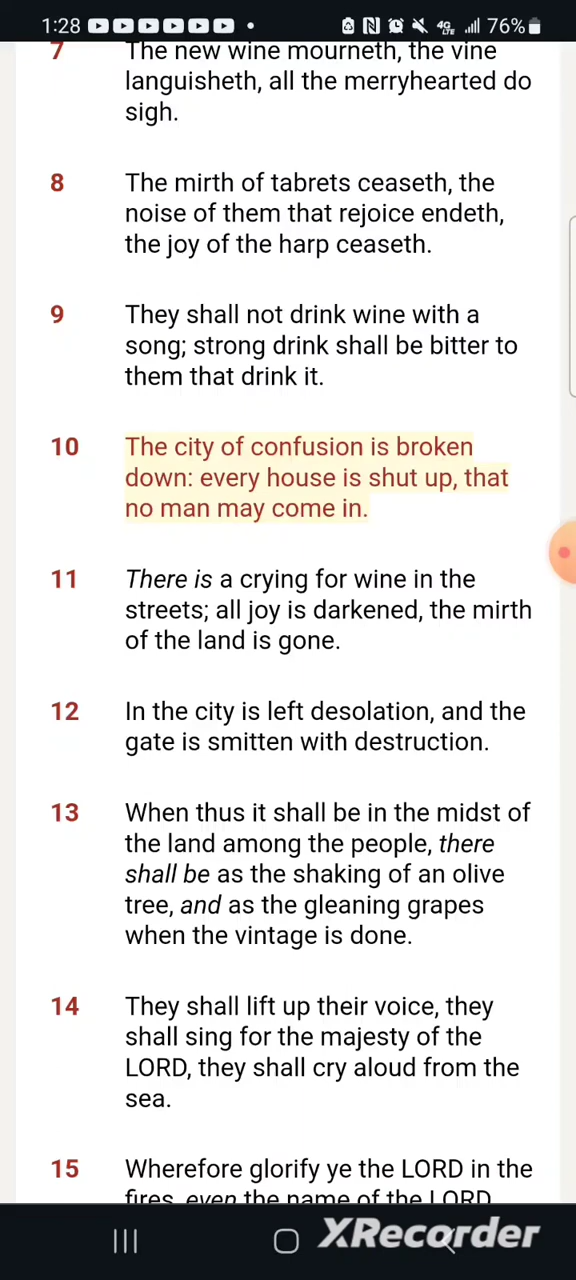 1:28 76%
7 The new wine mourneth, the vine
languisheth, all the merryhearted do
sigh.
8 The mirth of tabrets ceaseth, the
noise of them that rejoice endeth,
the joy of the harp ceaseth.
9 They shall not drink wine with a
song; strong drink shall be bitter to
them that drink it.
10 The city of confusion is broken
down: every house is shut up, that
no man may come in.
11 There is a crying for wine in the
streets; all joy is darkened, the mirth
of the land is gone.
12 In the city is left desolation, and the
gate is smitten with destruction.
13 When thus it shall be in the midst of
the land among the people, there
shall be as the shaking of an olive
tree, and as the gleaning grapes
when the vintage is done.
14 They shall lift up their voice, they
shall sing for the majesty of the
LORD, they shall cry aloud from the
sea.
15 Wherefore glorify ye the LORD in the
fires, even the name of the LORD
XRecorder